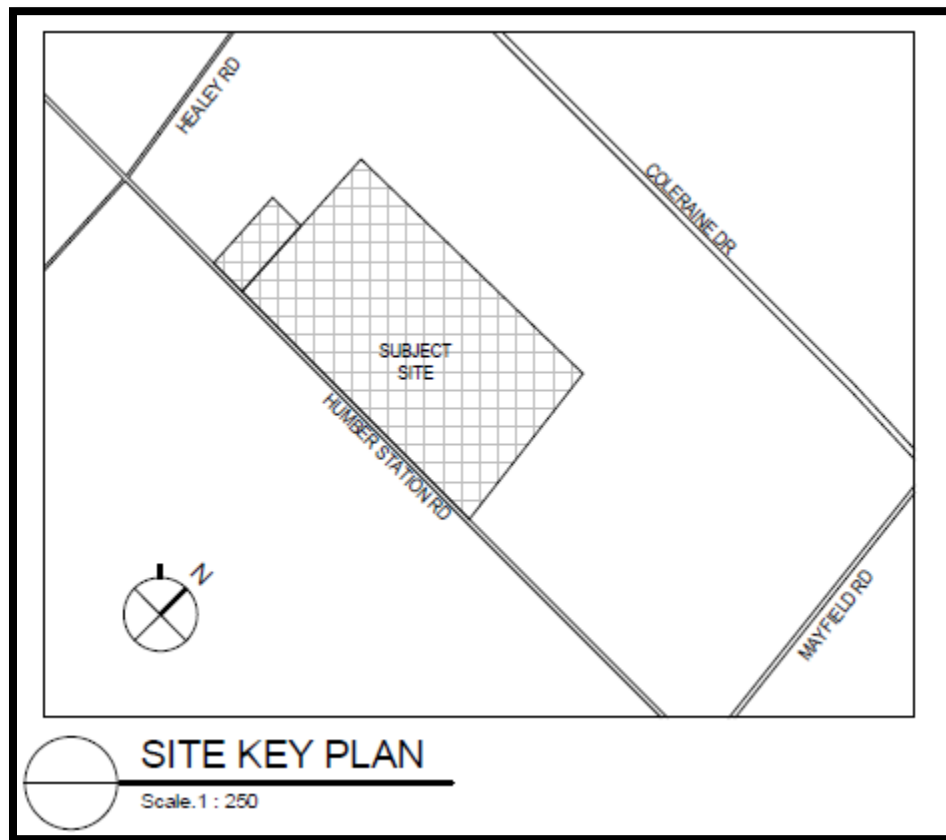 HEALEY RD
COLERAINE DR
SUBJECT
SITE
HUMBER STATION RD
N
MAYFIELD RD
SITE KEY PLAN
Scale.1 : 250